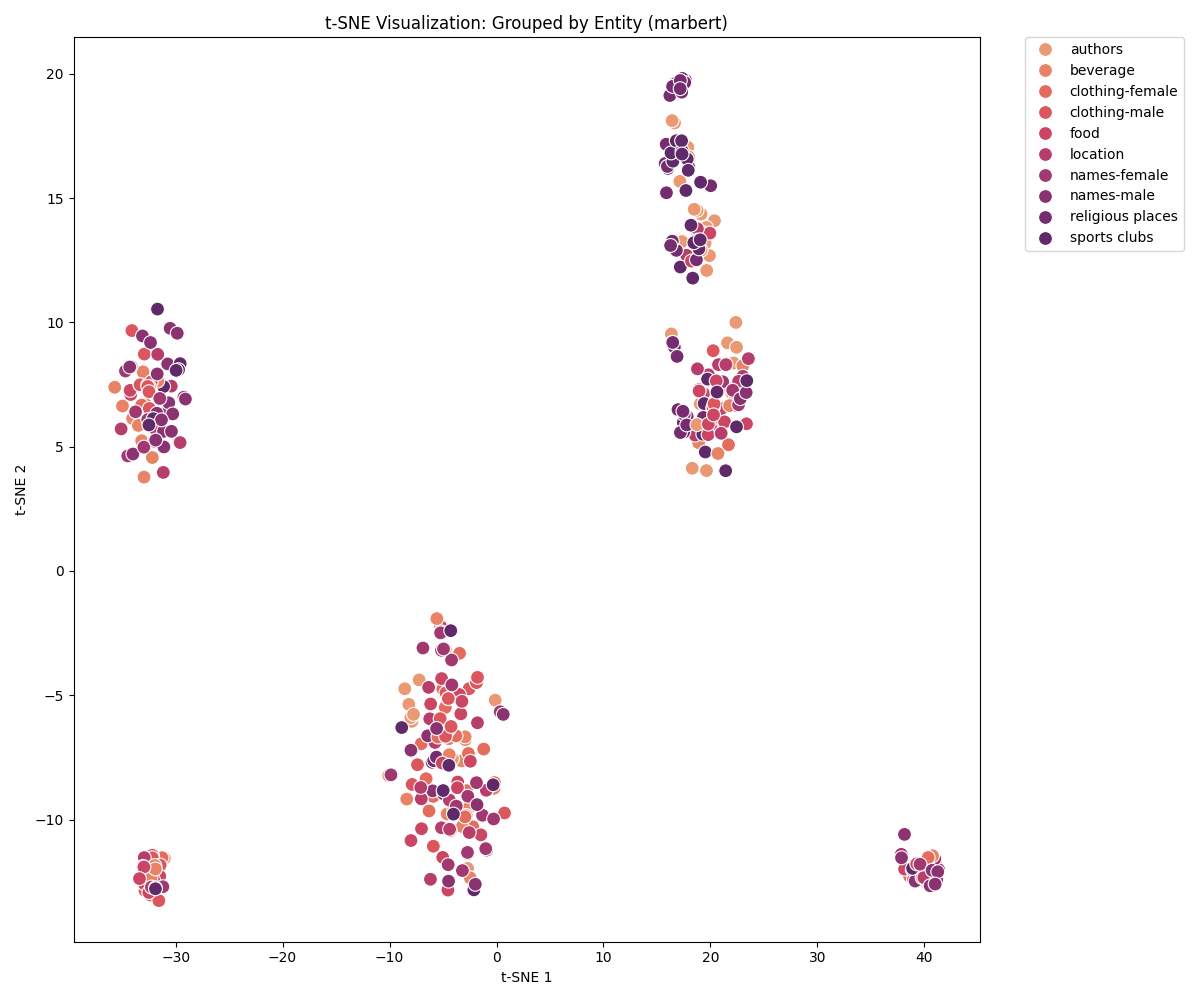 t-SNE Visualization: Grouped by Entity (marbert)
authors
beverage
clothing-female
clothing-male
food
location
names-female
names-male
religious places
sports clubs
t-SNE 2
20
15
10
5
0
−5
−10
−30
−20
−10
0
10
20
30
40
t-SNE 1